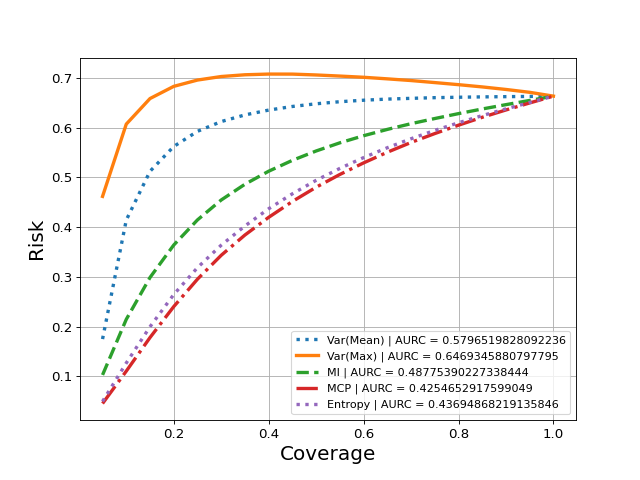 0.7
0.6
0.5
0.4
0.3
0.2
0.1
Risk
Var(Mean) | AURC = 0.5796519828092236
Var(Max) | AURC = 0.6469345880797795
MI | AURC = 0.48775390227338444
MCP | AURC = 0.4254652917599049
Entropy | AURC = 0.43694868219135846
0.2 0.4 0.6 0.8 1.0
Coverage